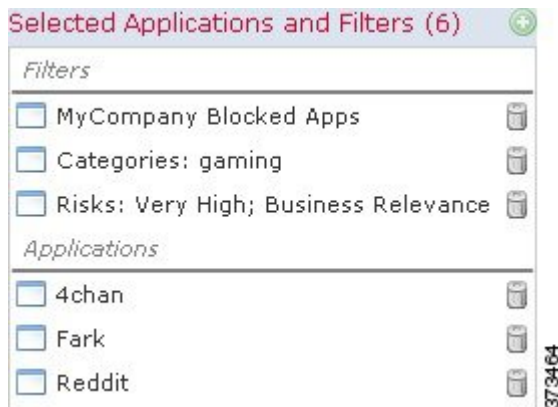 Selected Applications and Filters (6)
Filters
MyCompany Blocked Apps
Categories: gaming
Risks: Very High; Business Relevance
Applications
4chan
Fark
Reddit
373464